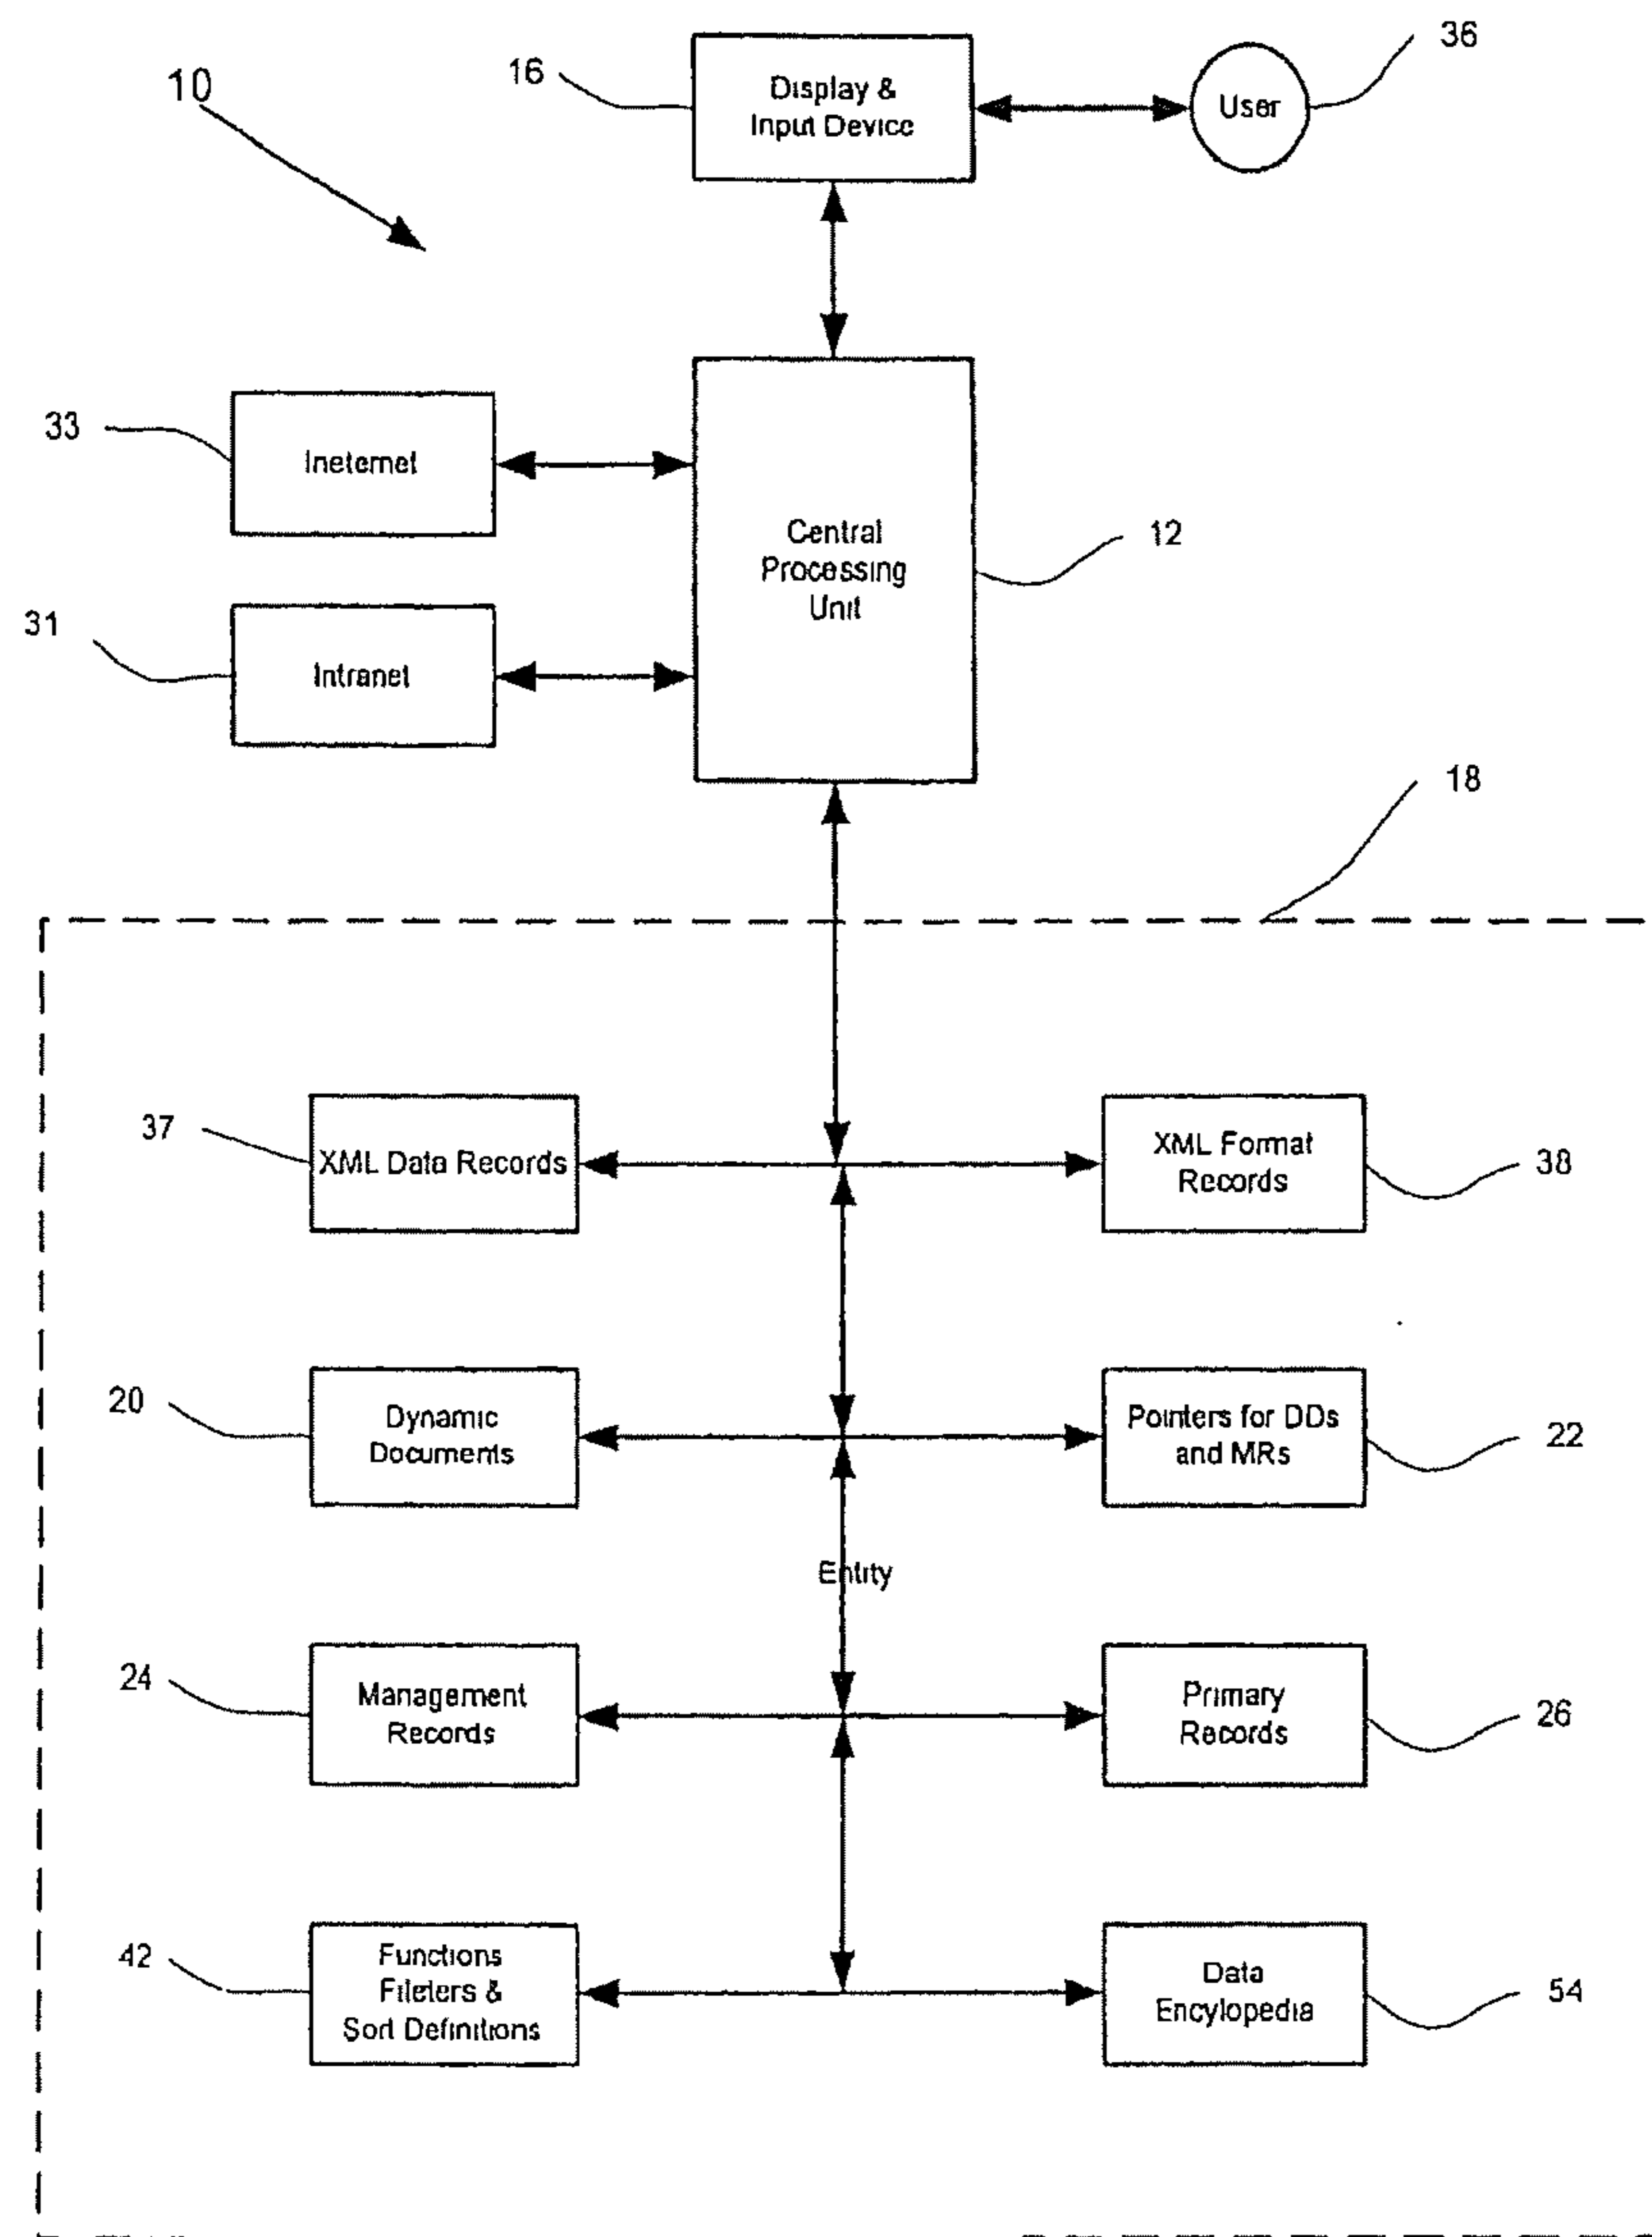 10
16
Display &
Input Device
User
36
33
Ineternet
Central
Processing
Unit
12
31
Intranet
18
37
XML Data Records
XML Format
Records
38
20
Dynamic
Documents
Pointers for DDs
and MRs
22
Entity
24
Management
Records
Primary
Records
26
42
Functions
Fileters &
Sort Definitions
Data
Encylopedia
54